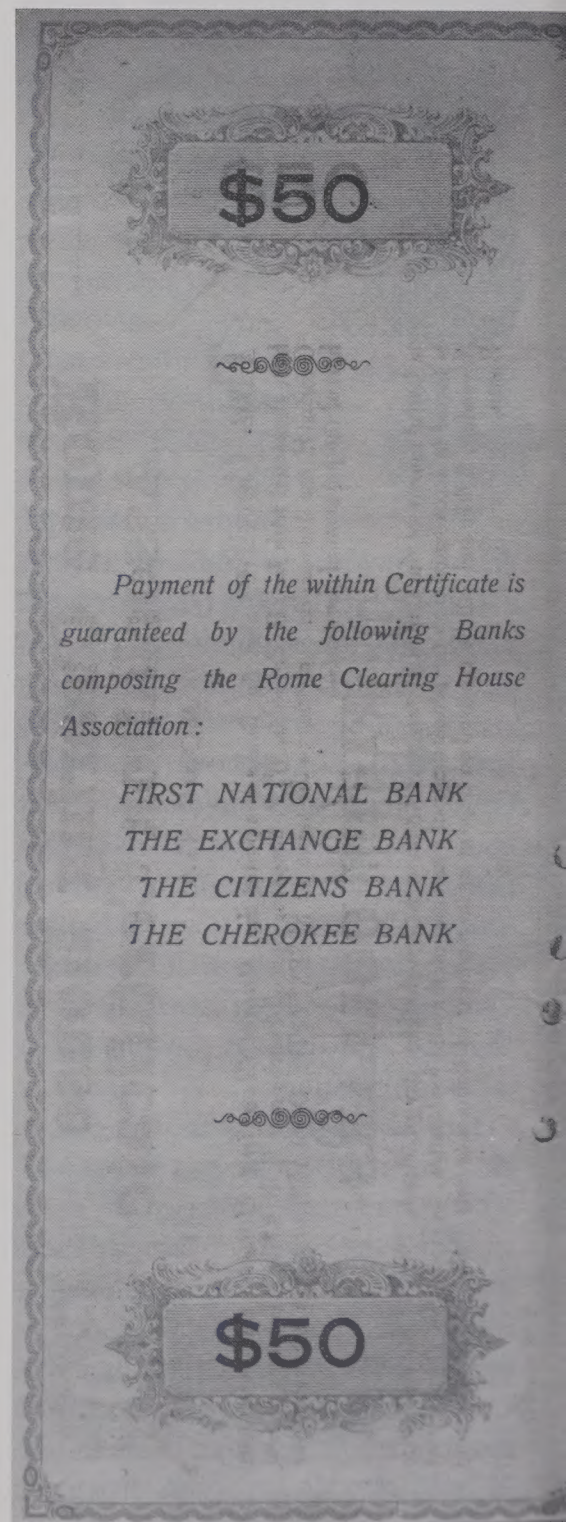 $50
Payment of the within Certificate is
guaranteed by the following Banks
composing the Rome Clearing House
Association:
FIRST NATIONAL BANK
THE EXCHANGE BANK
THE CITIZENS BANK
THE CHEROKEE BANK
$50